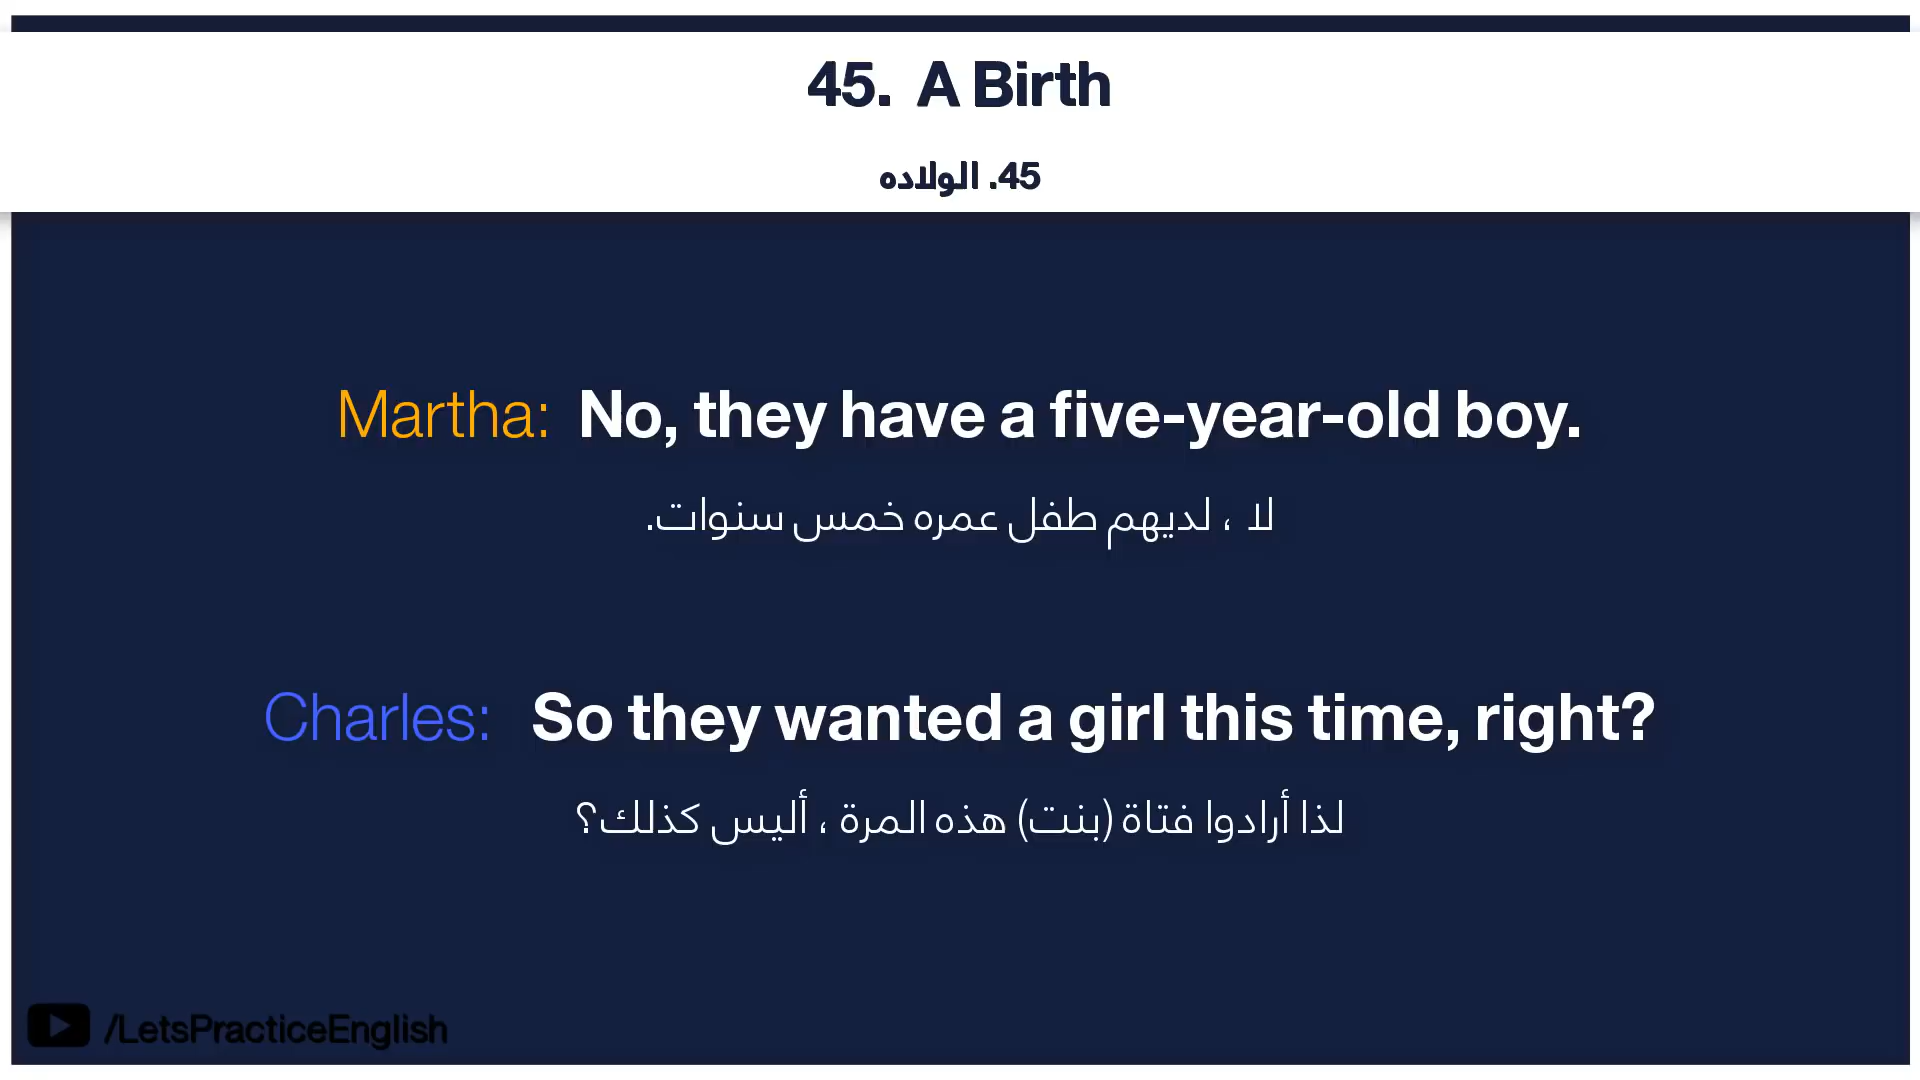 45. A Birth
45. الولاده
Martha: No, they have a five-year-old boy.
لا ، لديهم طفل عمره خمس سنوات.
Charles: So they wanted a girl this time, right?
لذا أرادوا فتاة (بنت) هذه المرة ، أليس كذلك؟
/LetsPracticeEnglish